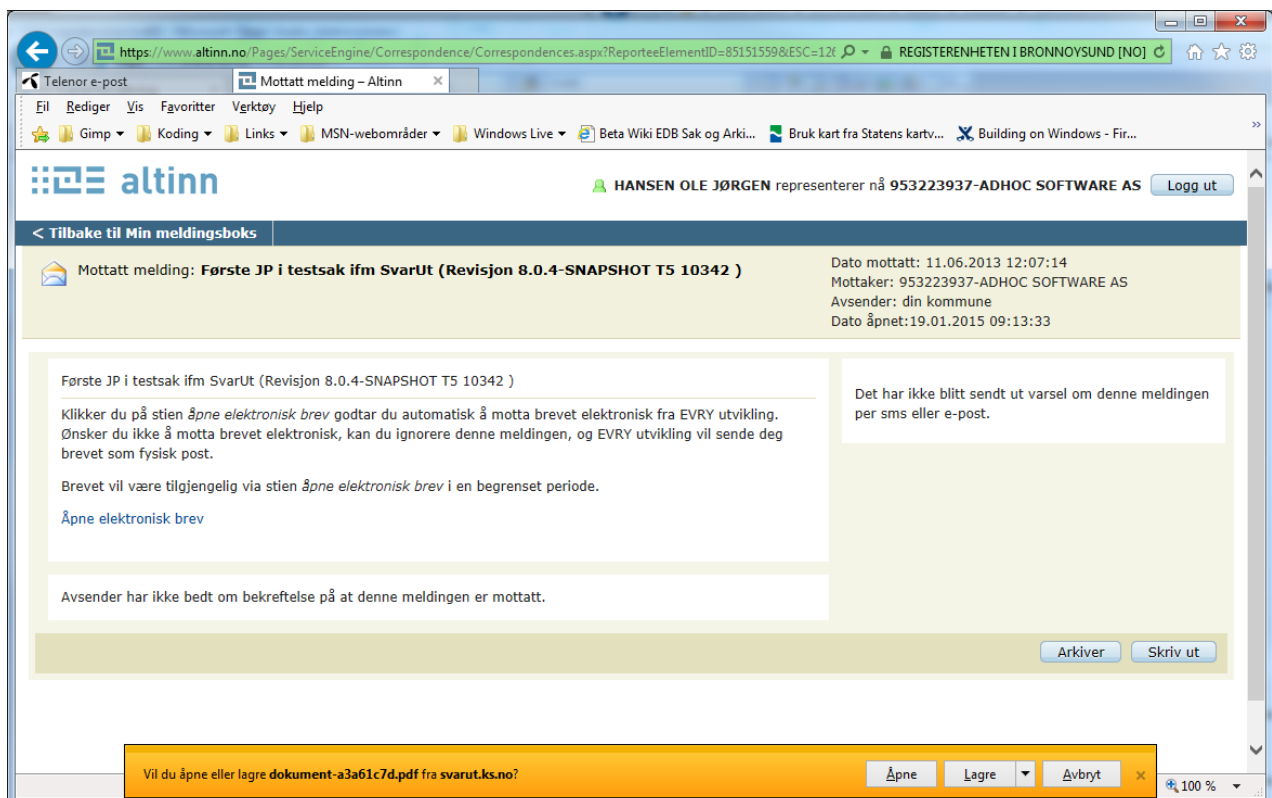 https://www.altinn.no/Pages/ServiceEngine/Correspondence/Correspondences.aspx?ReporteeElementID=85151559&ESC=126 REGISTERENHETEN I BRONNOYSUND [NO]
Telenor e-post Mottatt melding – Altinn
Fil Rediger Vis Favoritter Verktøy Hjelp
Gimp Koding Links MSN-webområder Windows Live Beta Wiki EDB Sak og Arki... Bruk kart fra Statens kartv... Building on Windows - Fir...
altinn
HANSEN OLE JØRGEN representerer nå 953223937-ADHOC SOFTWARE AS Logg ut
< Tilbake til Min meldingsboks
Mottatt melding: Første JP i testsak ifm SvarUt (Revisjon 8.0.4-SNAPSHOT T5 10342 )
Dato mottatt: 11.06.2013 12:07:14
Mottaker: 953223937-ADHOC SOFTWARE AS
Avsender: din kommune
Dato åpnet:19.01.2015 09:13:33
Første JP i testsak ifm SvarUt (Revisjon 8.0.4-SNAPSHOT T5 10342 )
Klikker du på stien åpne elektronisk brev godtar du automatisk å motta brevet elektronisk fra EVRY utvikling.
Ønsker du ikke å motta brevet elektronisk, kan du ignorere denne meldingen, og EVRY utvikling vil sende deg
brevet som fysisk post.
Brevet vil være tilgjengelig via stien åpne elektronisk brev i en begrenset periode.
Åpne elektronisk brev
Det har ikke blitt sendt ut varsel om denne meldingen
per sms eller e-post.
Avsender har ikke bedt om bekreftelse på at denne meldingen er mottatt.
Arkiver Skriv ut
Vil du åpne eller lagre dokument-a3a61c7d.pdf fra svarut.ks.no? Åpne Lagre Avbryt
100 %